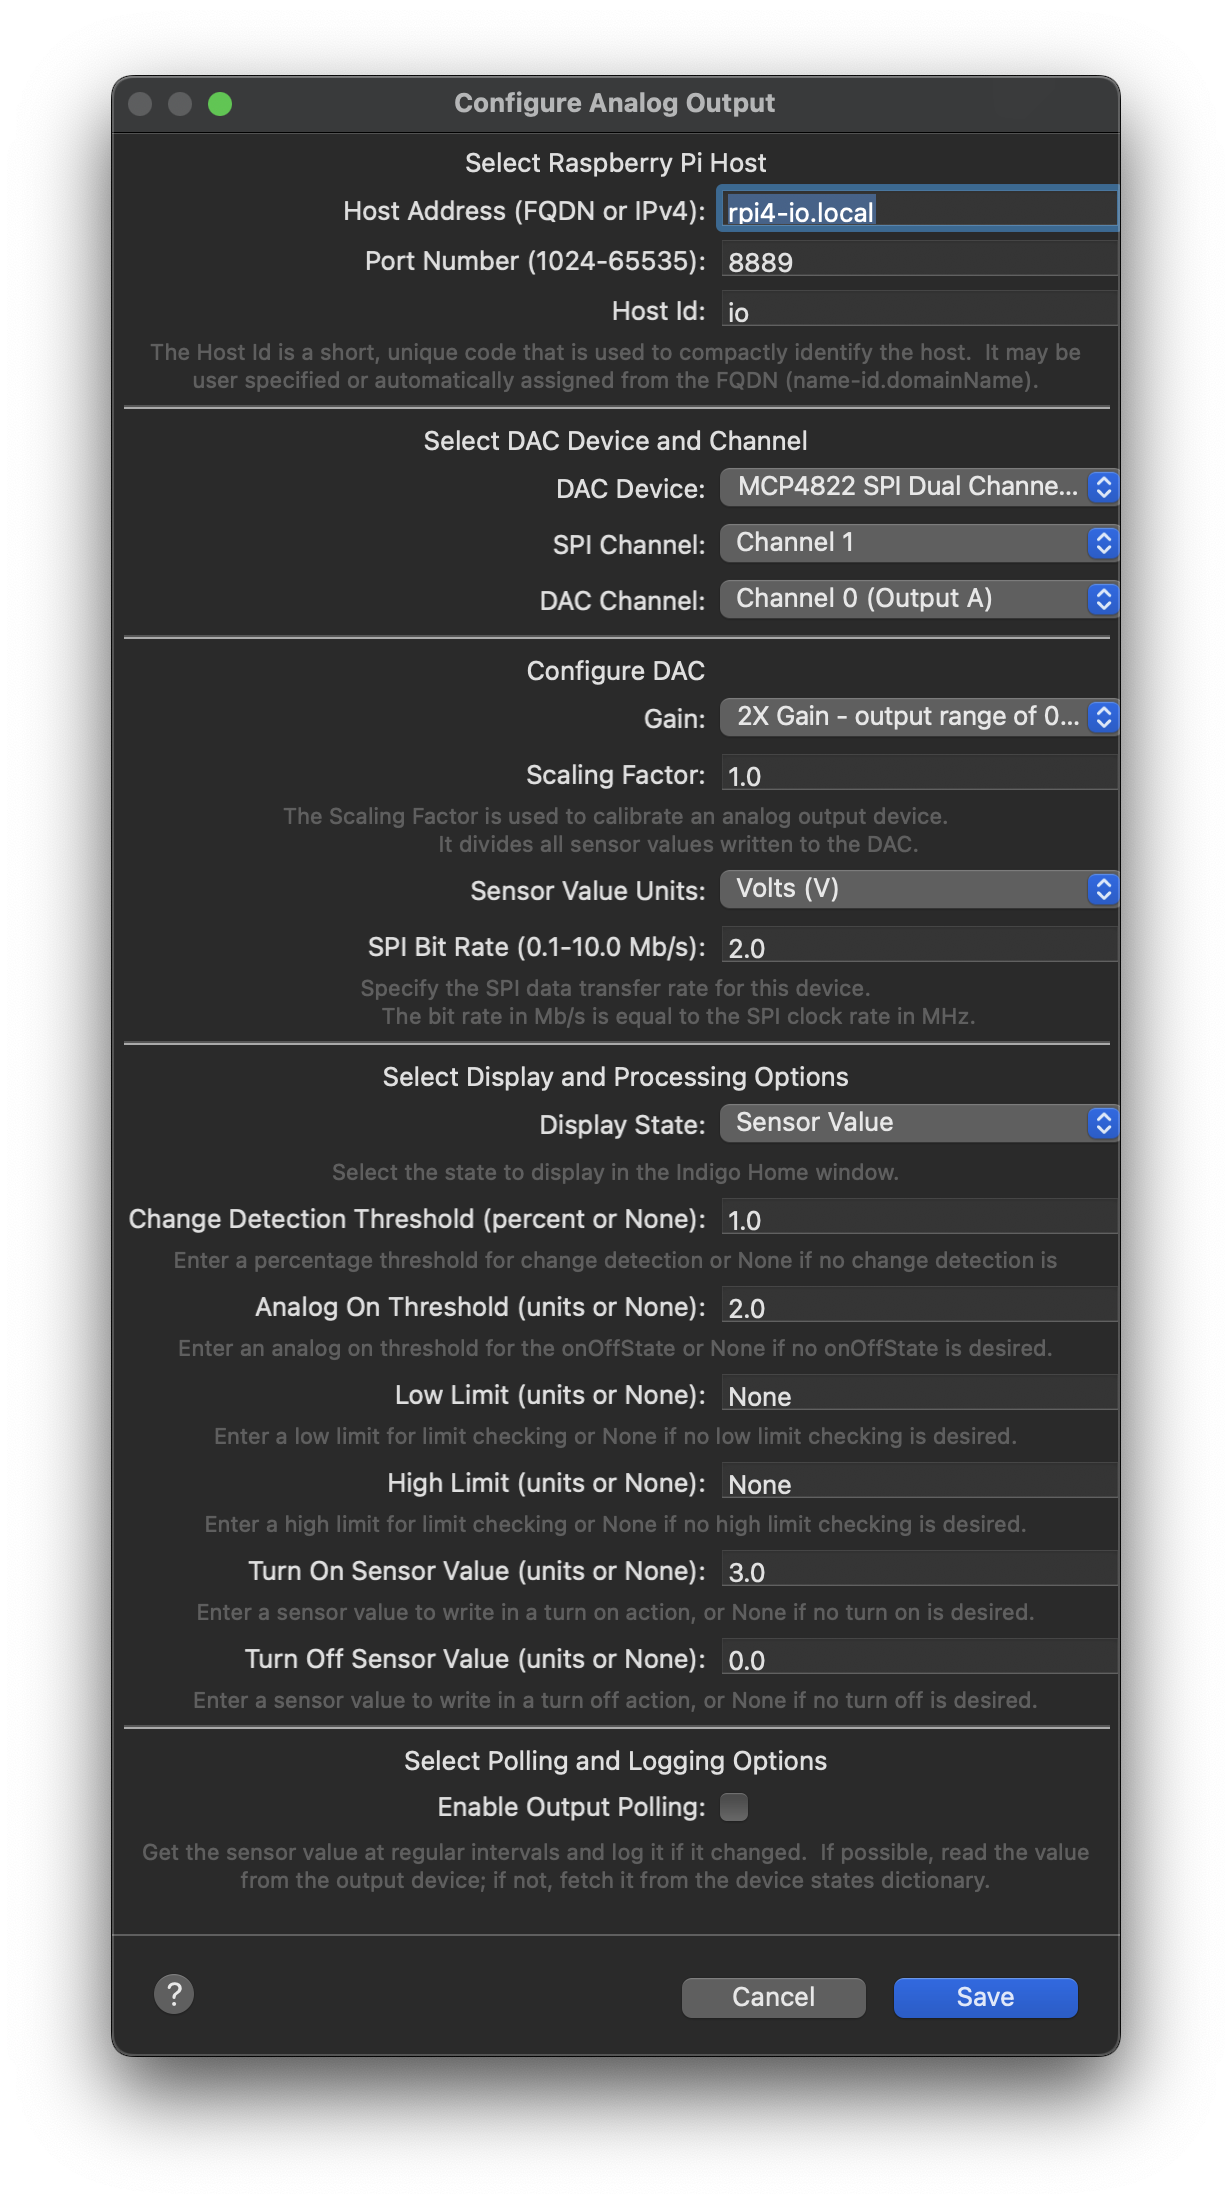 Configure Analog Output
Select Raspberry Pi Host
Host Address (FQDN or IPv4): rpi4-io.local
Port Number (1024-65535): 8889
Host Id: io
The Host Id is a short, unique code that is used to compactly identify the host.  It may be
user specified or automatically assigned from the FQDN (name-id.domainName).
Select DAC Device and Channel
DAC Device: MCP4822 SPI Dual Channe...
SPI Channel: Channel 1
DAC Channel: Channel 0 (Output A)
Configure DAC
Gain: 2X Gain - output range of 0...
Scaling Factor: 1.0
The Scaling Factor is used to calibrate an analog output device.
It divides all sensor values written to the DAC.
Sensor Value Units: Volts (V)
SPI Bit Rate (0.1-10.0 Mb/s): 2.0
Specify the SPI data transfer rate for this device.
The bit rate in Mb/s is equal to the SPI clock rate in MHz.
Select Display and Processing Options
Display State: Sensor Value
Select the state to display in the Indigo Home window.
Change Detection Threshold (percent or None): 1.0
Enter a percentage threshold for change detection or None if no change detection is
Analog On Threshold (units or None): 2.0
Enter an analog on threshold for the onOffState or None if no onOffState is desired.
Low Limit (units or None): None
Enter a low limit for limit checking or None if no low limit checking is desired.
High Limit (units or None): None
Enter a high limit for limit checking or None if no high limit checking is desired.
Turn On Sensor Value (units or None): 3.0
Enter a sensor value to write in a turn on action, or None if no turn on is desired.
Turn Off Sensor Value (units or None): 0.0
Enter a sensor value to write in a turn off action, or None if no turn off is desired.
Select Polling and Logging Options
Enable Output Polling:
Get the sensor value at regular intervals and log it if it changed.  If possible, read the value
from the output device; if not, fetch it from the device states dictionary.
? Cancel Save